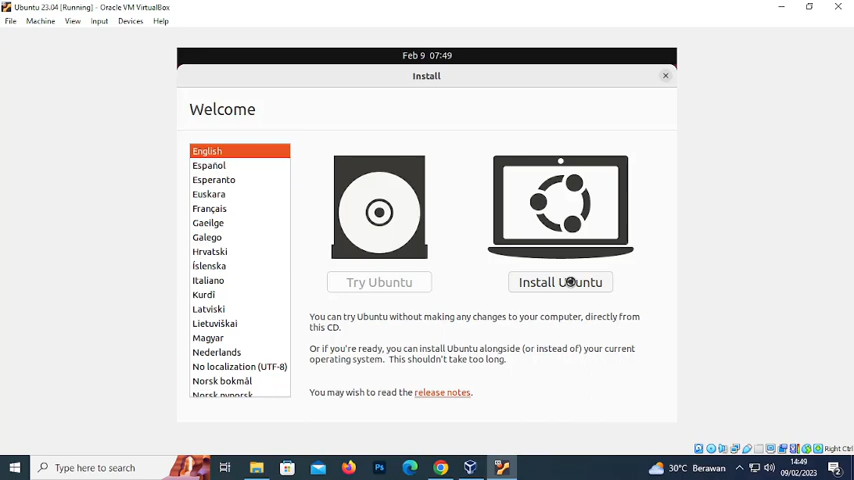 Ubuntu 23.04 [Running] - Oracle VM VirtualBox
File Machine View Input Devices Help
Feb 9 07:49
Install
Welcome
English
Español
Esperanto
Euskara
Français
Gaeilge
Galego
Hrvatski
Íslenska
Italiano
Kurdî
Latviski
Lietuviškai
Magyar
Nederlands
No localization (UTF-8)
Norsk bokmål
Norsk nynorsk
Try Ubuntu
Install Ubuntu
You can try Ubuntu without making any changes to your computer, directly from
this CD.
Or if you're ready, you can install Ubuntu alongside (or instead of) your current
operating system. This shouldn't take too long.
You may wish to read the release notes.
Right Ctrl
Type here to search
Ps
30°C Berawan
14:49
09/02/2023
2